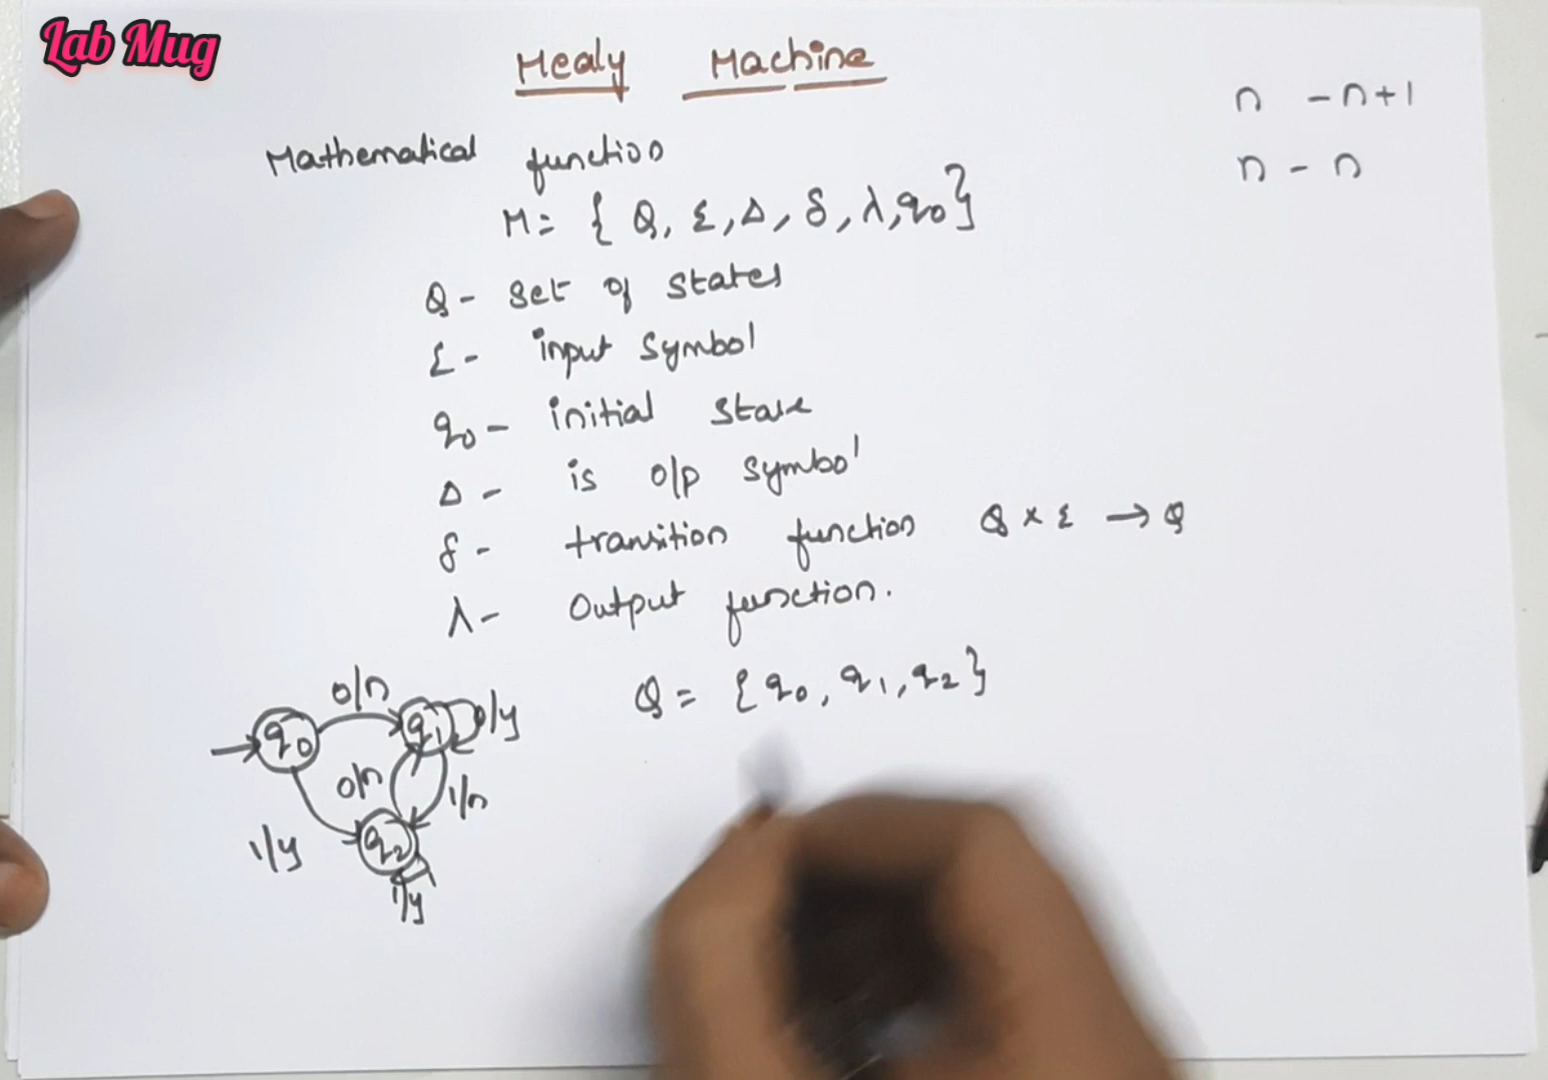 Lab Mug
Mealy Machine
n - n+1
n - n
Mathematical function
M= { Q, Σ, Δ, δ, λ, q0}
Q - set of states
Σ - input symbol
q0 - initial state
Δ - is o/p symbol
δ - transition function Q × Σ → Q
λ - Output function.
Q = {q0, q1, q2}
0/n
q0
q1
0/y
0/n
1/n
1/y
q2
1/y